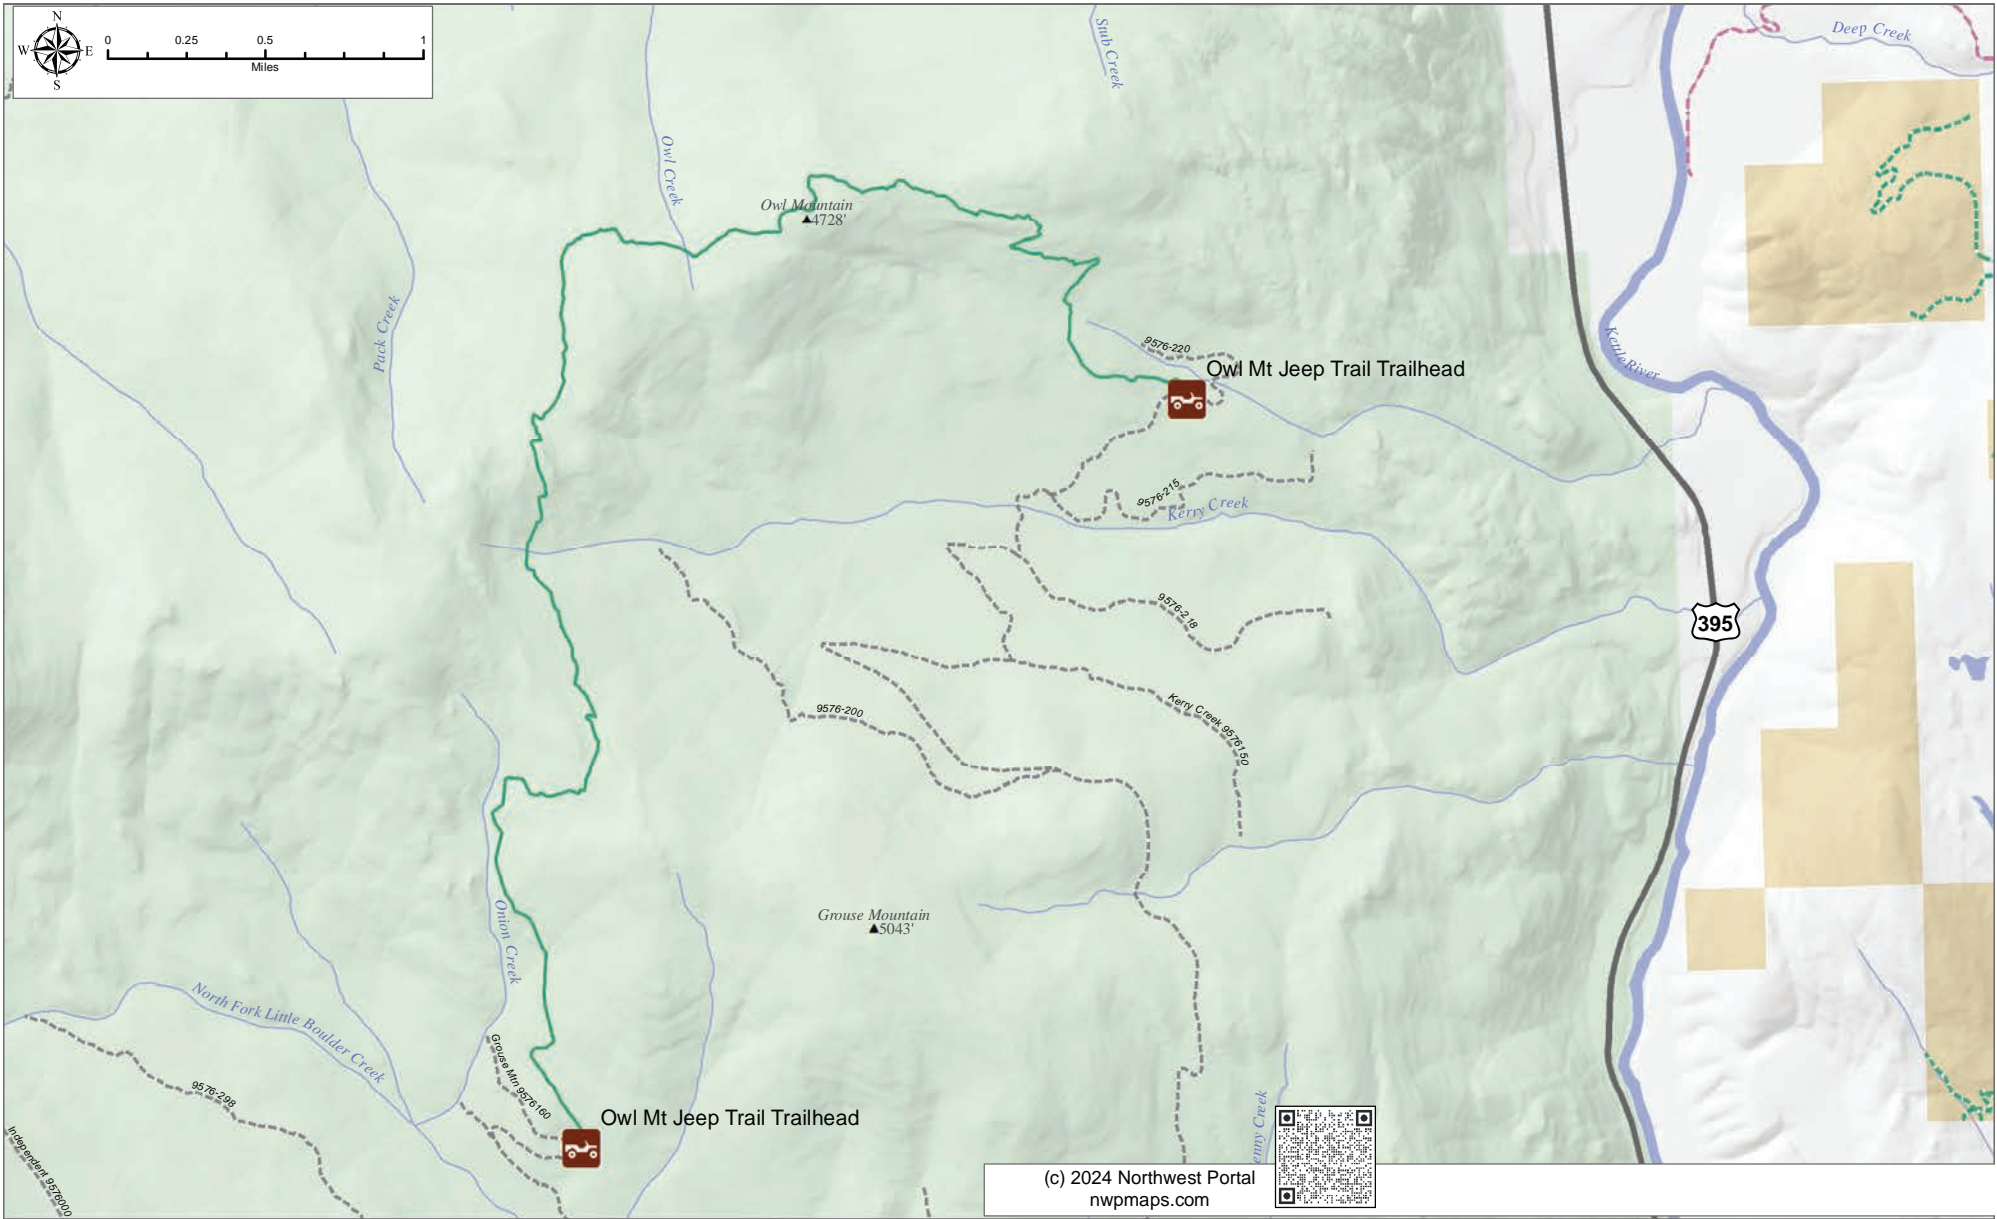 N
W E
S
0 0.25 0.5 1
Miles
Stub Creek
Deep Creek
Owl Creek
Owl Mountain
4728'
Pack Creek
Kettle River
9576-220
Owl Mt Jeep Trail Trailhead
9576-215
Kerry Creek
9576-218
395
9576-200
Kerry Creek 9576150
Grouse Mountain
5043'
Onion Creek
North Fork Little Boulder Creek
Grouse Mtn 9576160
9576-298
Owl Mt Jeep Trail Trailhead
Independent 9576000
enny Creek
(c) 2024 Northwest Portal
nwpmaps.com